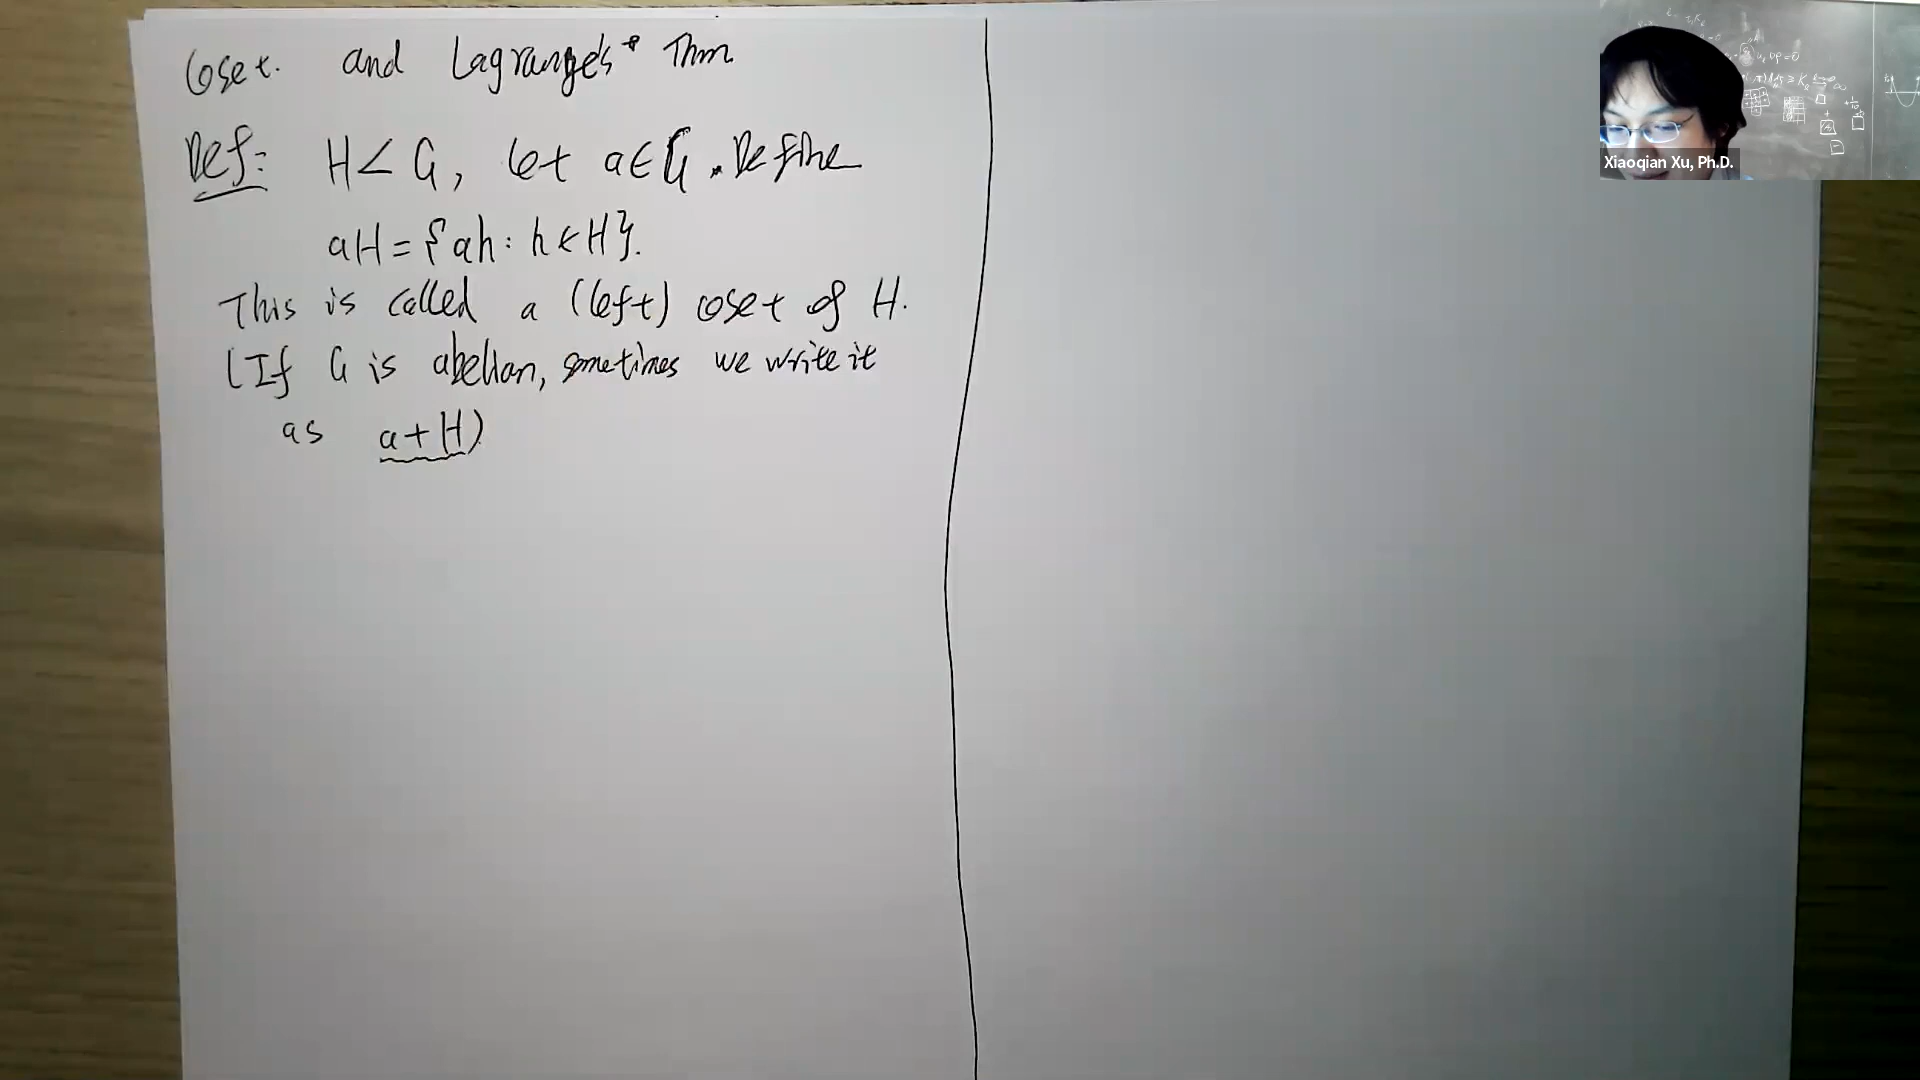 Coset. and Lagrange's Thm
Def: H < G, let a ∈ G. Define
aH = { ah : h ∈ H }.
This is called a (left) coset of H.
(If G is abelian, sometimes we write it
as a + H)
Xiaoqian Xu, Ph.D.